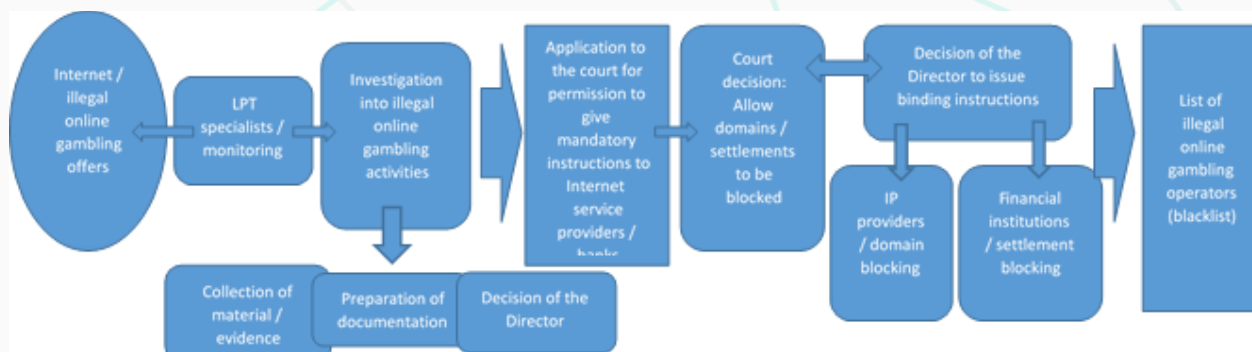 Internet /
illegal
online
gambling
offers
LPT
specialists /
monitoring
Investigation
into illegal
online
gambling
activities
Collection of
material /
evidence
Preparation of
documentation
Decision of the
Director
Application to
the court for
permission to
give
mandatory
instructions to
Internet
service
providers /
banks
Court
decision:
Allow
domains /
settlements
to be
blocked
Decision of the
Director to issue
binding instructions
IP
providers
/ domain
blocking
Financial
institutions
/ settlement
blocking
List of
illegal
online
gambling
operators
(blacklist)